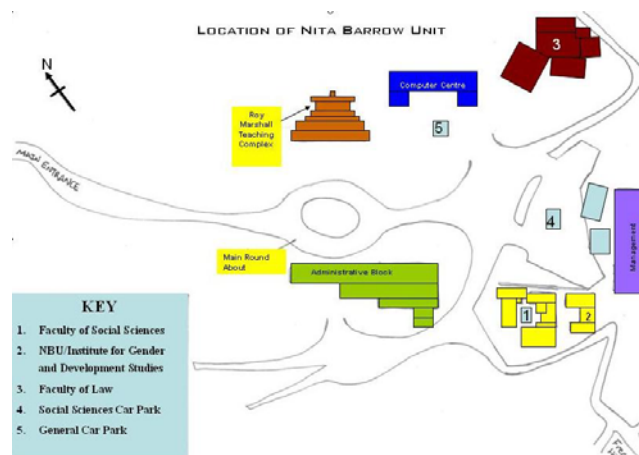 LOCATION OF NITA BARROW UNIT
N
3
Computer Centre
Roy
Marshall
Teaching
Complex
5
MAIN ENTRANCE
4
Management
Main Round
About
Administrative Block
1
2
KEY
1. Faculty of Social Sciences
2. NBU/Institute for Gender
and Development Studies
3. Faculty of Law
4. Social Sciences Car Park
5. General Car Park